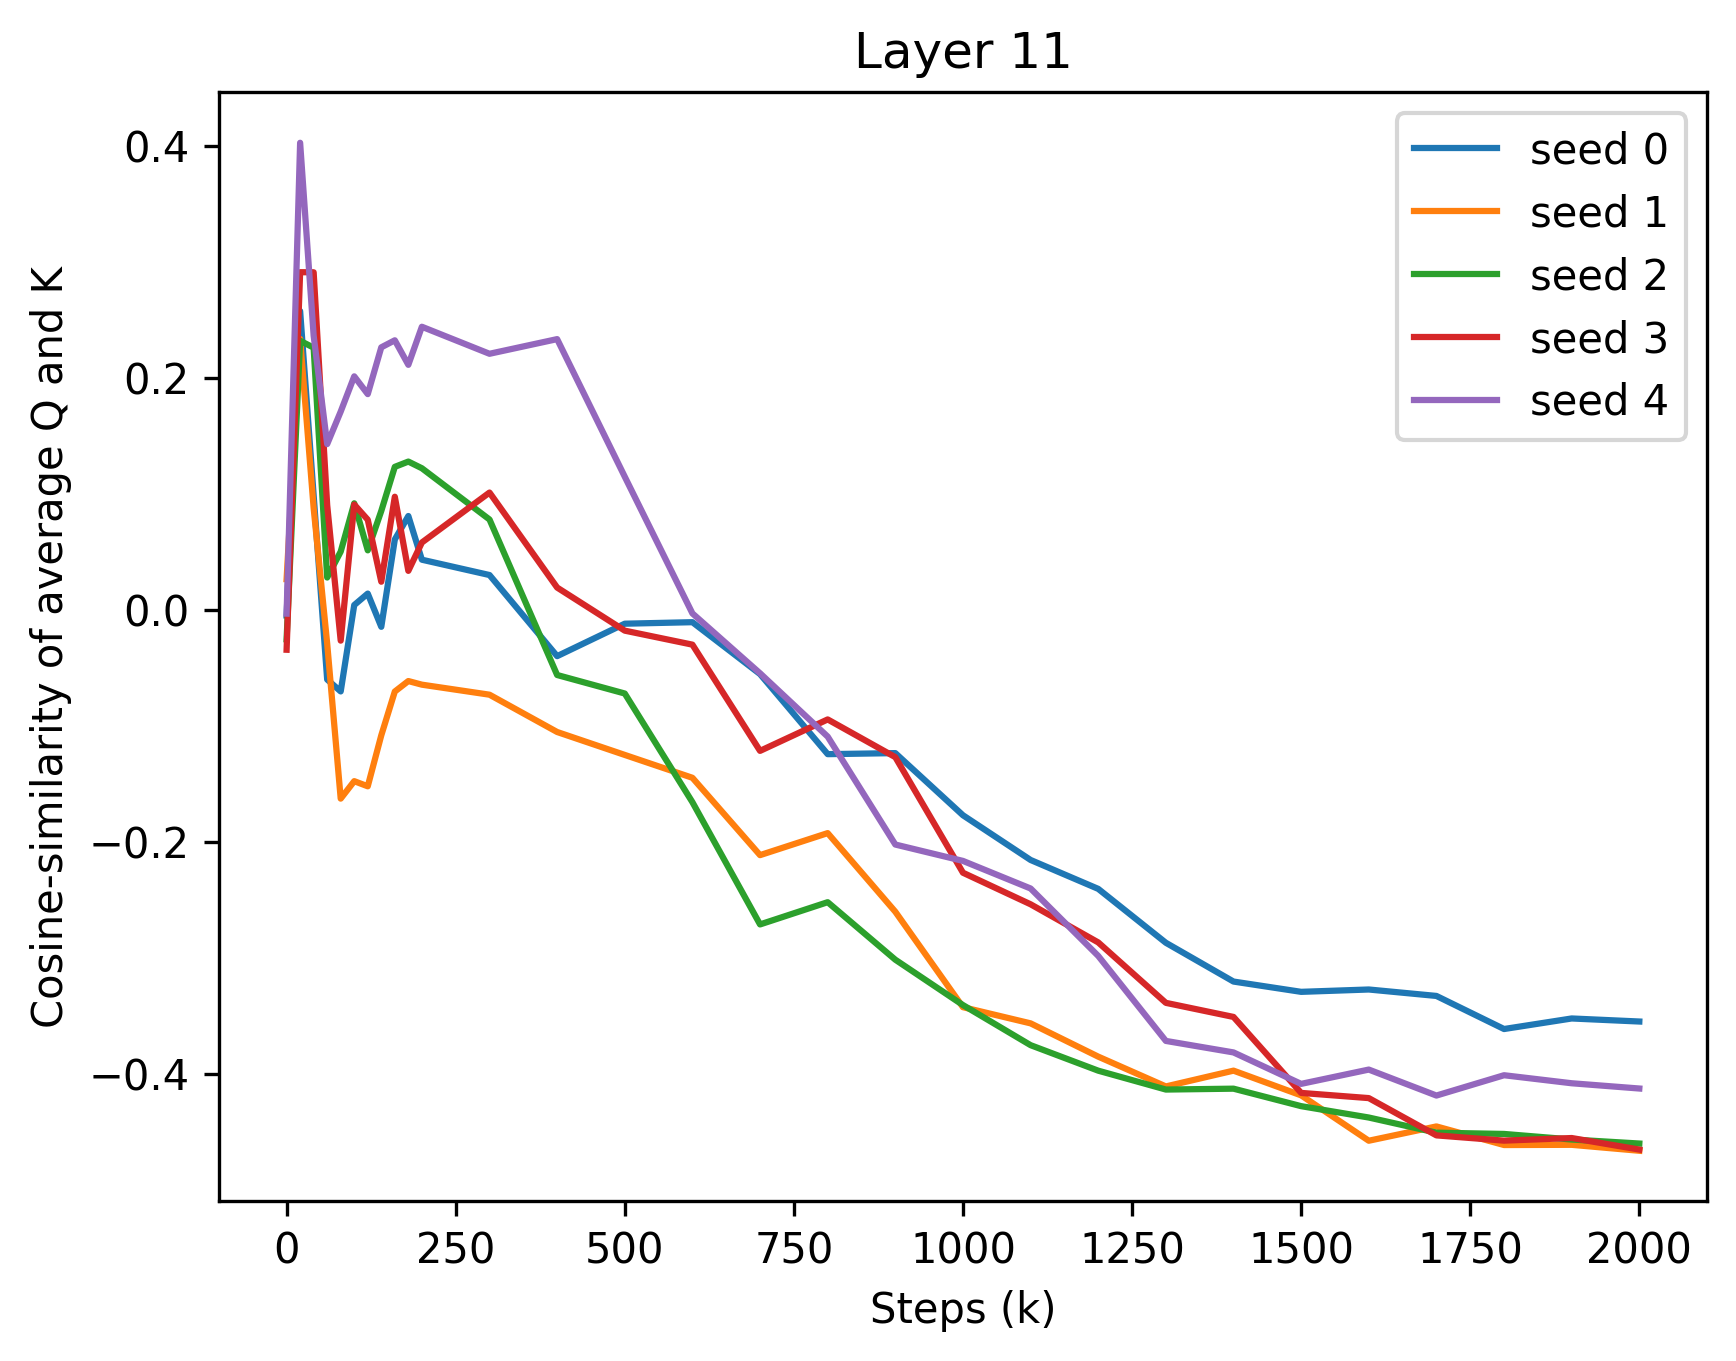 Layer 11
Cosine-similarity of average Q and K
0.4
0.2
0.0
−0.2
−0.4
seed 0
seed 1
seed 2
seed 3
seed 4
0 250 500 750 1000 1250 1500 1750 2000
Steps (k)